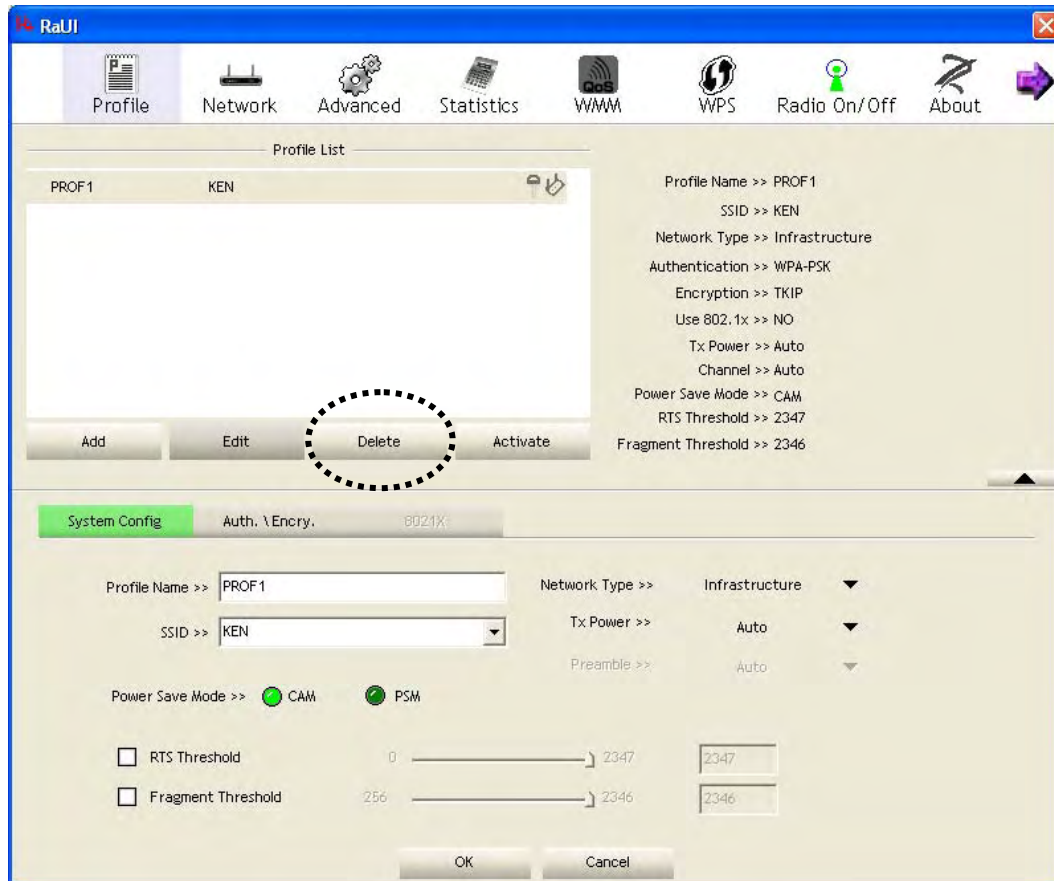 RaUI
Profile Network Advanced Statistics WMM WPS Radio On/Off About
QoS
Profile List
PROF1 KEN
Add Edit Delete Activate
Profile Name >> PROF1
SSID >> KEN
Network Type >> Infrastructure
Authentication >> WPA-PSK
Encryption >> TKIP
Use 802.1x >> NO
Tx Power >> Auto
Channel >> Auto
Power Save Mode >> CAM
RTS Threshold >> 2347
Fragment Threshold >> 2346
System Config Auth. \ Encry. 8021X
Profile Name >> PROF1
SSID >> KEN
Network Type >> Infrastructure
Tx Power >> Auto
Preamble >> Auto
Power Save Mode >> CAM PSM
RTS Threshold 0 2347 2347
Fragment Threshold 256 2346 2346
OK Cancel